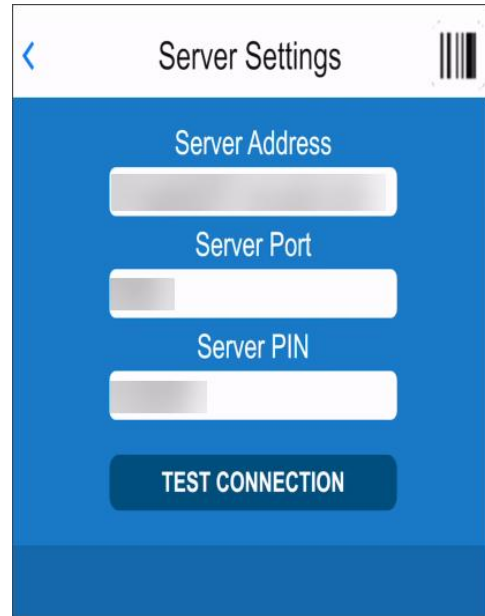 Server Settings
Server Address
Server Port
Server PIN
TEST CONNECTION